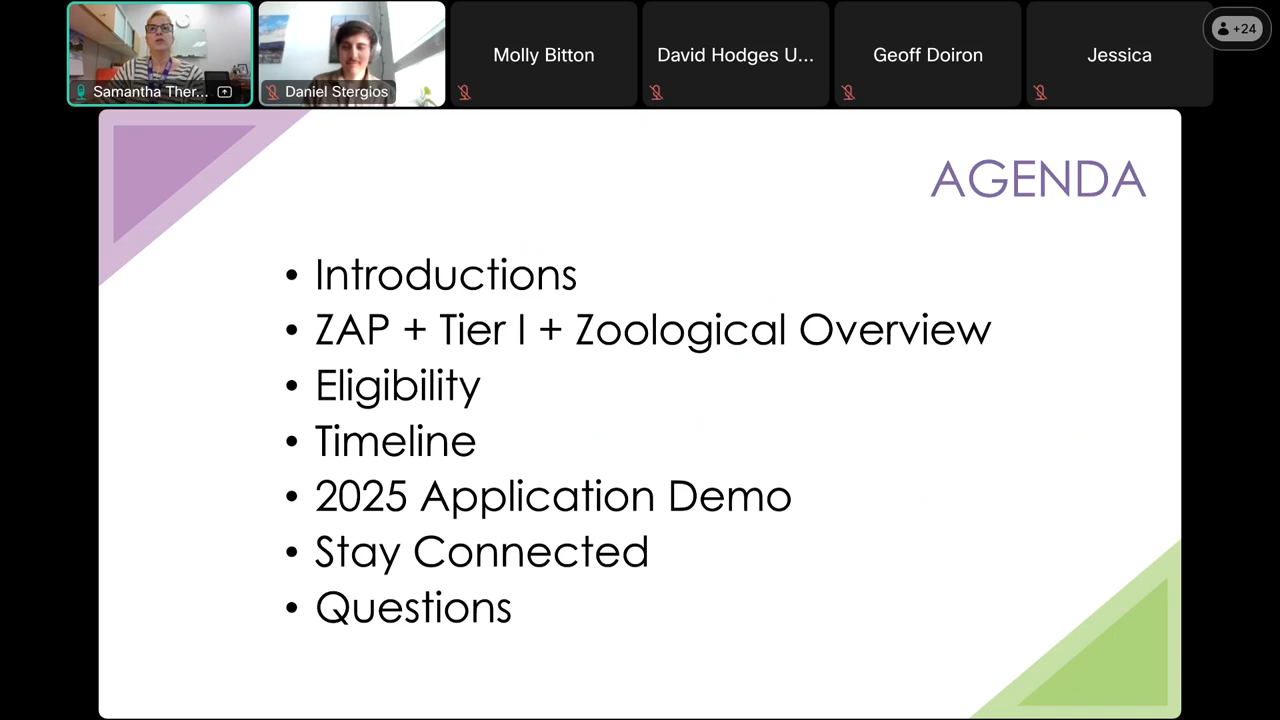 Samantha Ther...
Daniel Stergios
Molly Bitton
David Hodges U...
Geoff Doiron
Jessica
+24
AGENDA
• Introductions
• ZAP + Tier I + Zoological Overview
• Eligibility
• Timeline
• 2025 Application Demo
• Stay Connected
• Questions